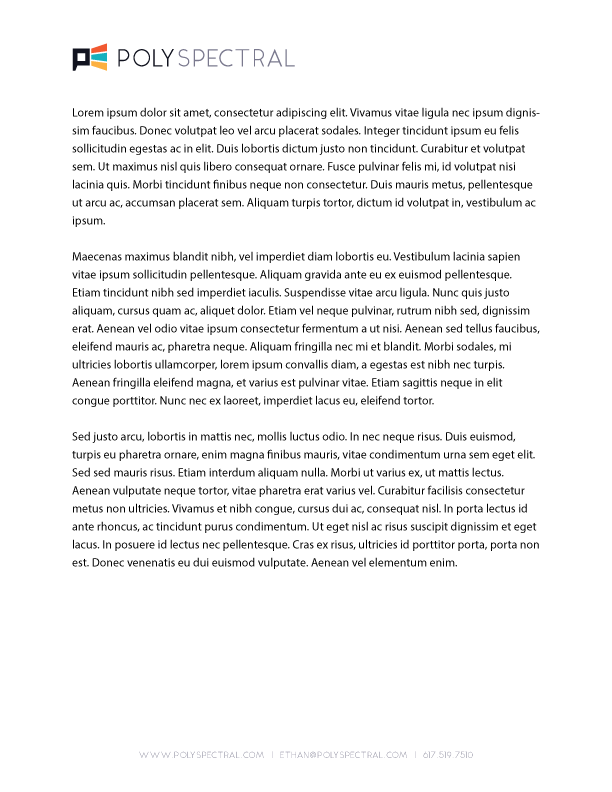 POLYSPECTRAL
Lorem ipsum dolor sit amet, consectetur adipiscing elit. Vivamus vitae ligula nec ipsum dignis-
sim faucibus. Donec volutpat leo vel arcu placerat sodales. Integer tincidunt ipsum eu felis
sollicitudin egestas ac in elit. Duis lobortis dictum justo non tincidunt. Curabitur et volutpat
sem. Ut maximus nisl quis libero consequat ornare. Fusce pulvinar felis mi, id volutpat nisi
lacinia quis. Morbi tincidunt finibus neque non consectetur. Duis mauris metus, pellentesque
ut arcu ac, accumsan placerat sem. Aliquam turpis tortor, dictum id volutpat in, vestibulum ac
ipsum.
Maecenas maximus blandit nibh, vel imperdiet diam lobortis eu. Vestibulum lacinia sapien
vitae ipsum sollicitudin pellentesque. Aliquam gravida ante eu ex euismod pellentesque.
Etiam tincidunt nibh sed imperdiet iaculis. Suspendisse vitae arcu ligula. Nunc quis justo
aliquam, cursus quam ac, aliquet dolor. Etiam vel neque pulvinar, rutrum nibh sed, dignissim
erat. Aenean vel odio vitae ipsum consectetur fermentum a ut nisi. Aenean sed tellus faucibus,
eleifend mauris ac, pharetra neque. Aliquam fringilla nec mi et blandit. Morbi sodales, mi
ultricies lobortis ullamcorper, lorem ipsum convallis diam, a egestas est nibh nec turpis.
Aenean fringilla eleifend magna, et varius est pulvinar vitae. Etiam sagittis neque in elit
congue porttitor. Nunc nec ex laoreet, imperdiet lacus eu, eleifend tortor.
Sed justo arcu, lobortis in mattis nec, mollis luctus odio. In nec neque risus. Duis euismod,
turpis eu pharetra ornare, enim magna finibus mauris, vitae condimentum urna sem eget elit.
Sed sed mauris risus. Etiam interdum aliquam nulla. Morbi ut varius ex, ut mattis lectus.
Aenean vulputate neque tortor, vitae pharetra erat varius vel. Curabitur facilisis consectetur
metus non ultricies. Vivamus et nibh congue, cursus dui ac, consequat nisl. In porta lectus id
ante rhoncus, ac tincidunt purus condimentum. Ut eget nisl ac risus suscipit dignissim et eget
lacus. In posuere id lectus nec pellentesque. Cras ex risus, ultricies id porttitor porta, porta non
est. Donec venenatis eu dui euismod vulputate. Aenean vel elementum enim.
WWW.POLYSPECTRAL.COM | ETHAN@POLYSPECTRAL.COM | 617.519.7510